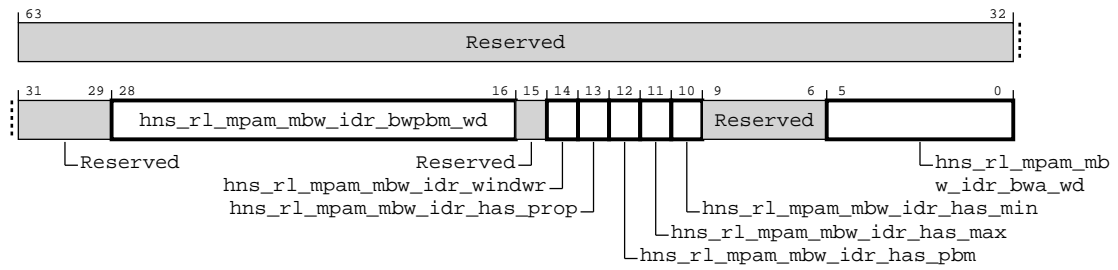 63 32
Reserved
31 29 28 16 15 14 13 12 11 10 9 6 5 0
hns_rl_mpam_mbw_idr_bwpbm_wd Reserved
Reserved Reserved hns_rl_mpam_mb
hns_rl_mpam_mbw_idr_windwr w_idr_bwa_wd
hns_rl_mpam_mbw_idr_has_prop hns_rl_mpam_mbw_idr_has_min
hns_rl_mpam_mbw_idr_has_max
hns_rl_mpam_mbw_idr_has_pbm